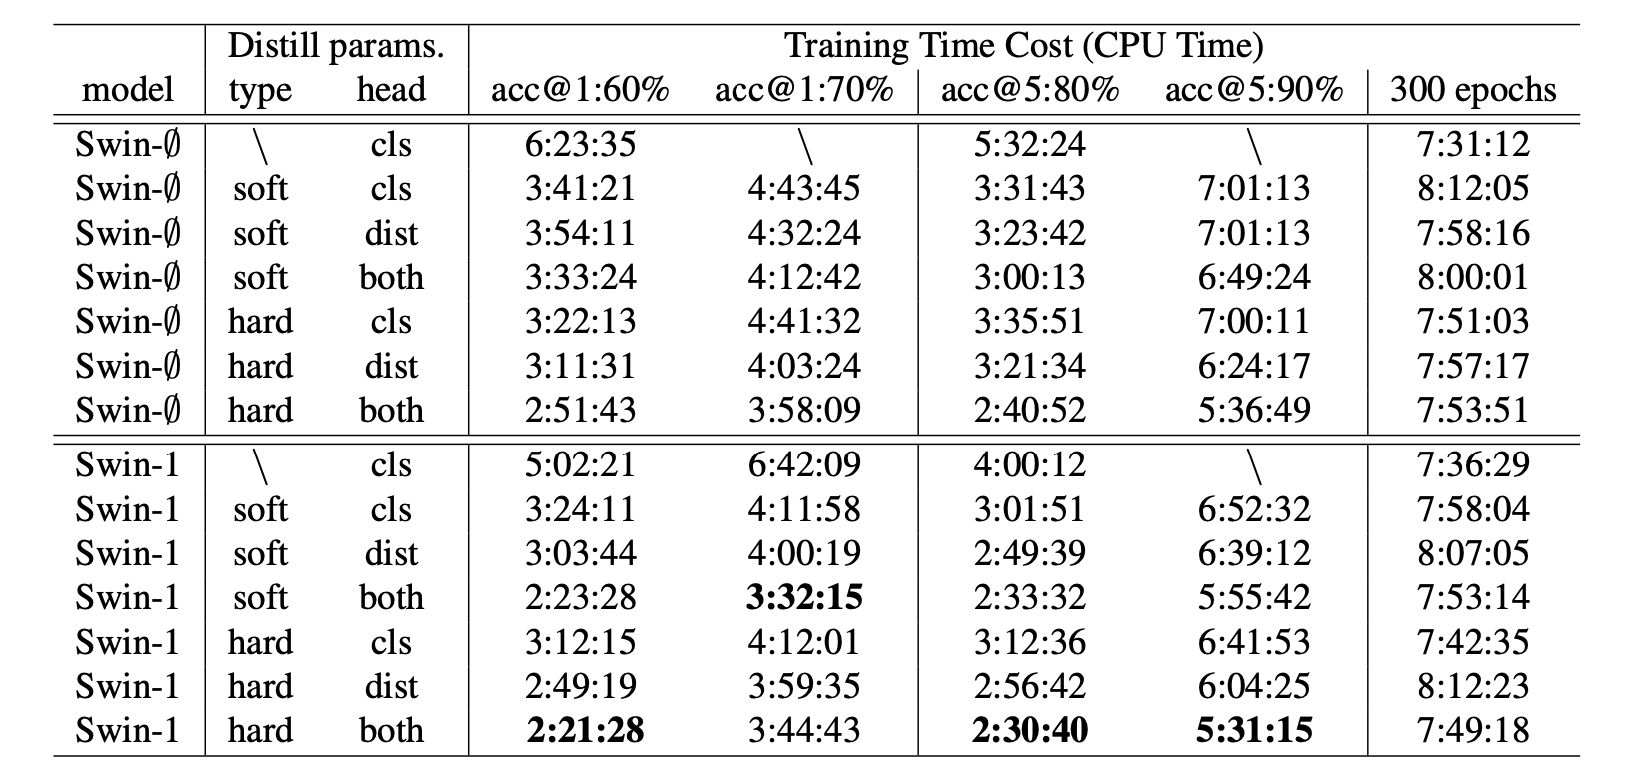 Distill params. Training Time Cost (CPU Time)
model type head acc@1:60% acc@1:70% acc@5:80% acc@5:90% 300 epochs
Swin-∅ \ cls 6:23:35 \ 5:32:24 \ 7:31:12
Swin-∅ soft cls 3:41:21 4:43:45 3:31:43 7:01:13 8:12:05
Swin-∅ soft dist 3:54:11 4:32:24 3:23:42 7:01:13 7:58:16
Swin-∅ soft both 3:33:24 4:12:42 3:00:13 6:49:24 8:00:01
Swin-∅ hard cls 3:22:13 4:41:32 3:35:51 7:00:11 7:51:03
Swin-∅ hard dist 3:11:31 4:03:24 3:21:34 6:24:17 7:57:17
Swin-∅ hard both 2:51:43 3:58:09 2:40:52 5:36:49 7:53:51
Swin-1 \ cls 5:02:21 6:42:09 4:00:12 \ 7:36:29
Swin-1 soft cls 3:24:11 4:11:58 3:01:51 6:52:32 7:58:04
Swin-1 soft dist 3:03:44 4:00:19 2:49:39 6:39:12 8:07:05
Swin-1 soft both 2:23:28 3:32:15 2:33:32 5:55:42 7:53:14
Swin-1 hard cls 3:12:15 4:12:01 3:12:36 6:41:53 7:42:35
Swin-1 hard dist 2:49:19 3:59:35 2:56:42 6:04:25 8:12:23
Swin-1 hard both 2:21:28 3:44:43 2:30:40 5:31:15 7:49:18